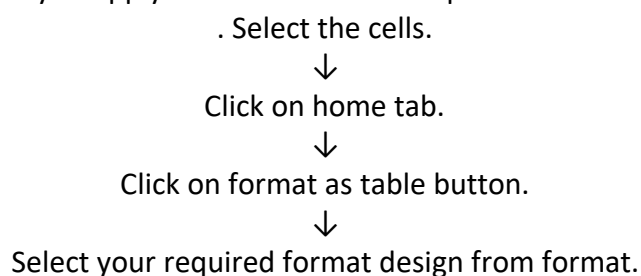 . Select the cells.
↓
Click on home tab.
↓
Click on format as table button.
↓
Select your required format design from format.